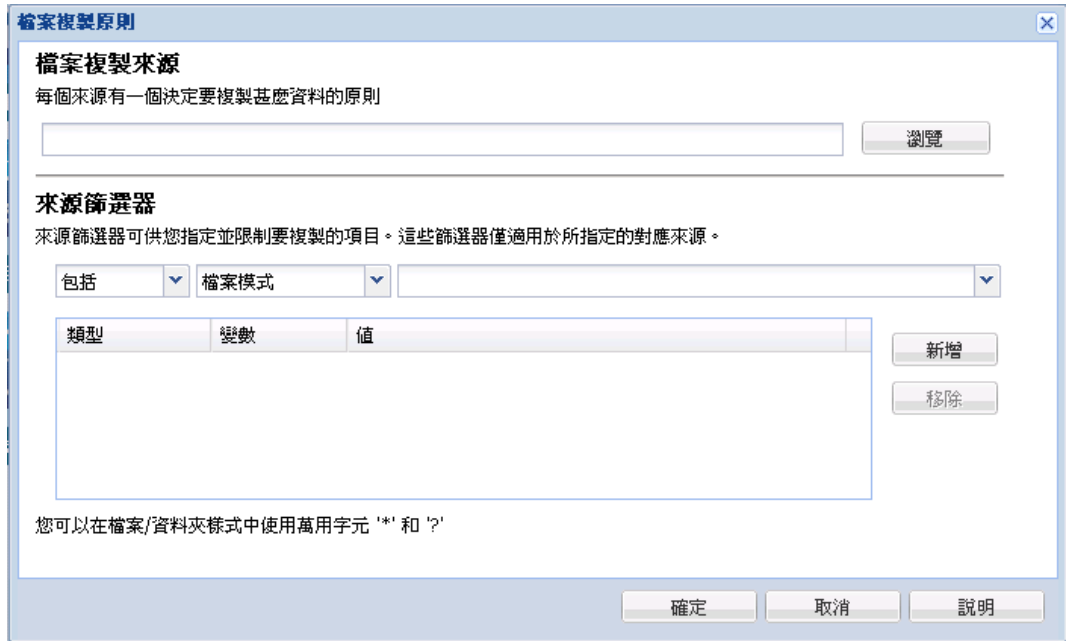 檔案複製原則
檔案複製來源
每個來源有一個決定要複製甚麼資料的原則
瀏覽
來源篩選器
來源篩選器可供您指定並限制要複製的項目。這些篩選器僅適用於所指定的對應來源。
包括 檔案模式
類型 變數 值
新增
移除
您可以在檔案/資料夾樣式中使用萬用字元 '*' 和 '?'
確定 取消 說明